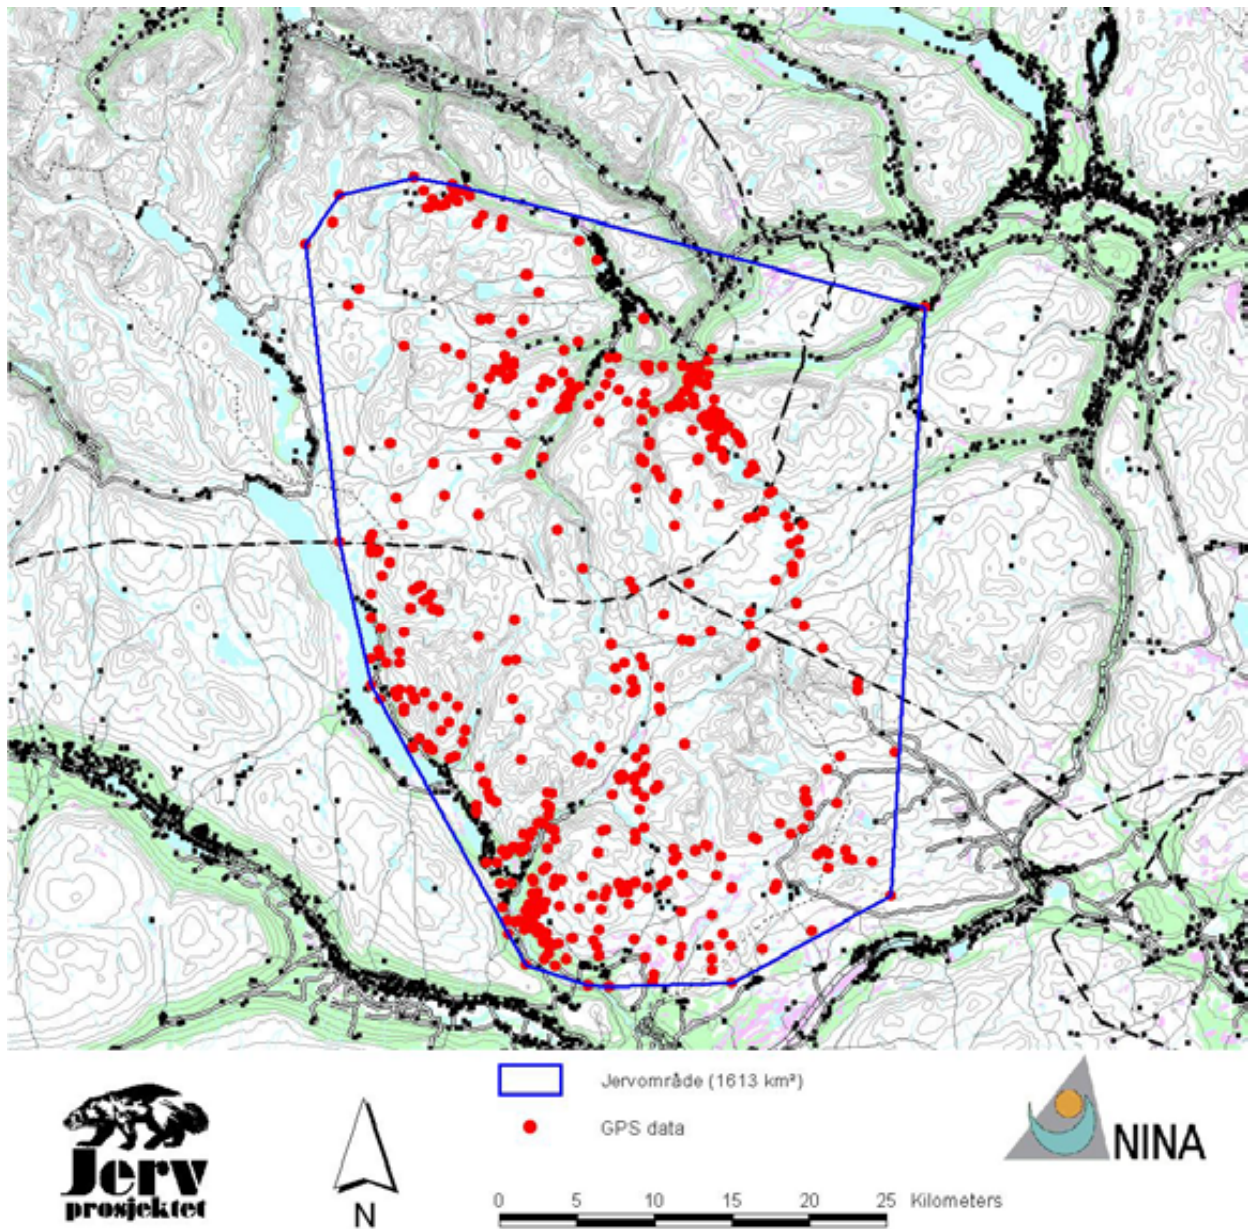 Jervområde (1613 km²)
GPS data
Jerv
prosjektet
N
NINA
0 5 10 15 20 25 Kilometers